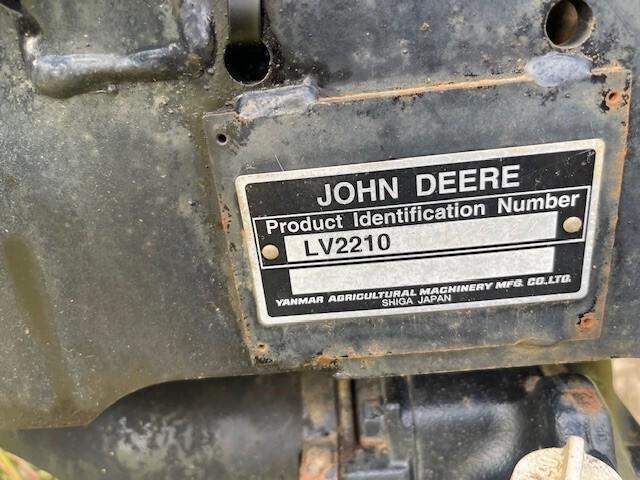 JOHN DEERE
Product Identification Number
LV2210
YANMAR AGRICULTURAL MACHINERY MFG. CO.LTD.
SHIGA JAPAN